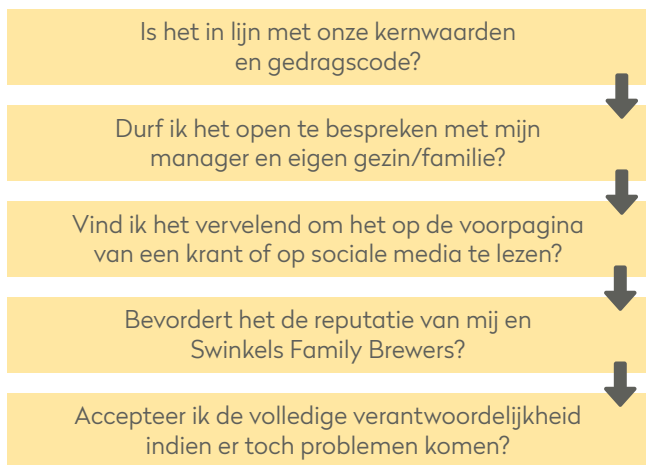 Is het in lijn met onze kernwaarden
en gedragscode?
Durf ik het open te bespreken met mijn
manager en eigen gezin/familie?
Vind ik het vervelend om het op de voorpagina
van een krant of op sociale media te lezen?
Bevordert het de reputatie van mij en
Swinkels Family Brewers?
Accepteer ik de volledige verantwoordelijkheid
indien er toch problemen komen?